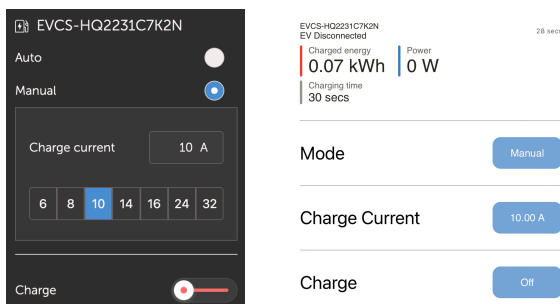 EVCS-HQ2231C7K2N
Auto
Manual
Charge current 10 A
6 8 10 14 16 24 32
Charge
EVCS-HQ2231C7K2N
EV Disconnected
28 secs
Charged energy Power
0.07 kWh 0 W
Charging time
30 secs
Mode Manual
Charge Current 10.00 A
Charge Off